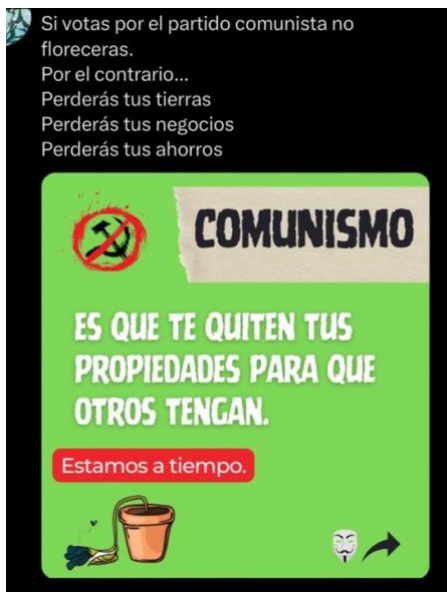 Si votas por el partido comunista no
floreceras.
Por el contrario...
Perderás tus tierras
Perderás tus negocios
Perderás tus ahorros
COMUNISMO
ES QUE TE QUITEN TUS
PROPIEDADES PARA QUE
OTROS TENGAN.
Estamos a tiempo.